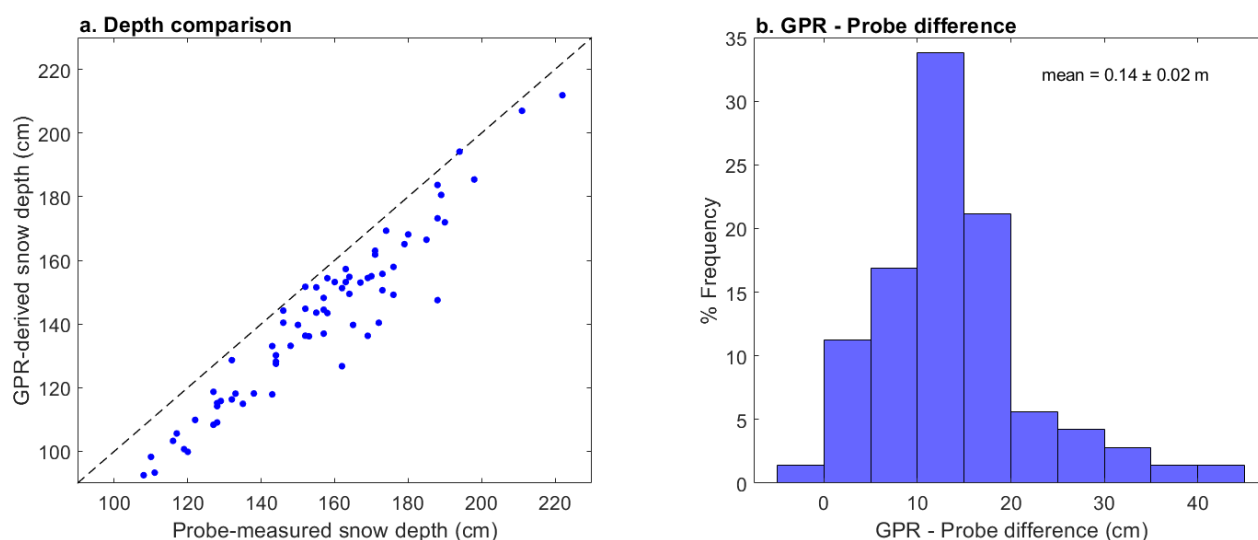 a. Depth comparison
220
200
180
160
140
120
100
GPR-derived snow depth (cm)
100 120 140 160 180 200 220
Probe-measured snow depth (cm)
b. GPR - Probe difference
mean = 0.14 ± 0.02 m
35
30
25
20
15
10
5
0
% Frequency
0 10 20 30 40
GPR - Probe difference (cm)